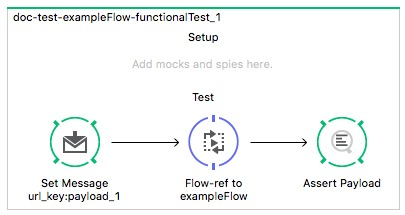 doc-test-exampleFlow-functionalTest_1
Setup
Add mocks and spies here.
Test
Set Message
url_key:payload_1
Flow-ref to
exampleFlow
Assert Payload